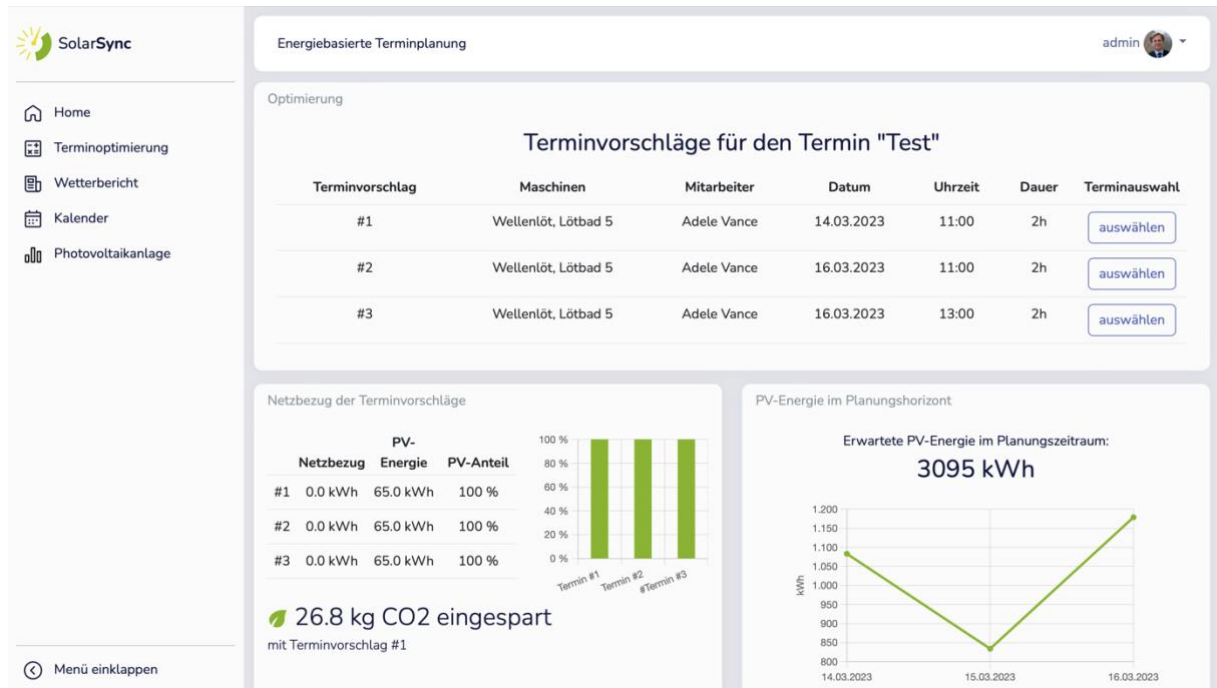 SolarSync
Home
Terminoptimierung
Wetterbericht
Kalender
Photovoltaikanlage
Menü einklappen
Energiebasierte Terminplanung
admin
Optimierung
Terminvorschläge für den Termin "Test"
Terminvorschlag Maschinen Mitarbeiter Datum Uhrzeit Dauer Terminauswahl
#1 Wellenlöt, Lötbad 5 Adele Vance 14.03.2023 11:00 2h auswählen
#2 Wellenlöt, Lötbad 5 Adele Vance 16.03.2023 11:00 2h auswählen
#3 Wellenlöt, Lötbad 5 Adele Vance 16.03.2023 13:00 2h auswählen
Netzbezug der Terminvorschläge
PV-
Netzbezug Energie PV-Anteil
#1 0.0 kWh 65.0 kWh 100 %
#2 0.0 kWh 65.0 kWh 100 %
#3 0.0 kWh 65.0 kWh 100 %
100 %
80 %
60 %
40 %
20 %
0 %
Termin #1 Termin #2 #Termin #3
26.8 kg CO2 eingespart
mit Terminvorschlag #1
PV-Energie im Planungshorizont
Erwartete PV-Energie im Planungszeitraum:
3095 kWh
kWh
1.200
1.150
1.100
1.050
1.000
950
900
850
800
14.03.2023 15.03.2023 16.03.2023